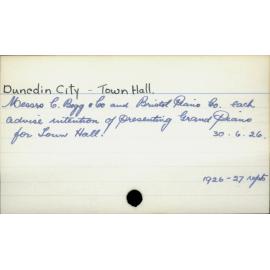 Dunedin City - Town Hall.
Messrs C. Begg & Co and Bristol Piano Co. each
advise intention of presenting Grand Piano
for Town Hall. 30.6.26.
1926-27 repts